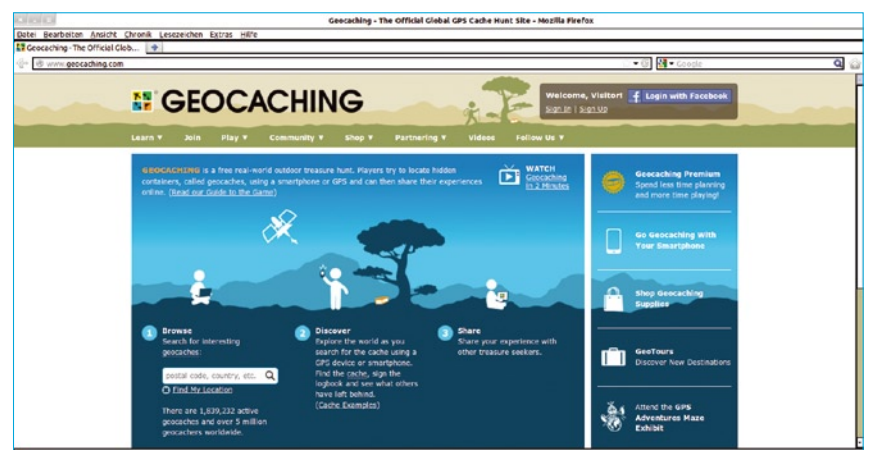 Geocaching - The Official Global GPS Cache Hunt Site - Mozilla Firefox
Datei Bearbeiten Ansicht Chronik Lesezeichen Extras Hilfe
Geocaching - The Official Glob...
www.geocaching.com
Google
GEOCACHING
Welcome, Visitor!
Sign In | Sign Up
f Login with Facebook
Learn Join Play Community Shop Partnering Videos Follow Us
GEOCACHING is a free real-world outdoor treasure hunt. Players try to locate hidden
containers, called geocaches, using a smartphone or GPS and can then share their experiences
online. (Read our Guide to the Game)
WATCH
Geocaching
in 2 Minutes
1 Browse
Search for interesting
geocaches:
postal code, country, etc.
Find My Location
There are 1,839,232 active
geocaches and over 5 million
geocachers worldwide.
2 Discover
Explore the world as you
search for the cache using a
GPS device or smartphone.
Find the cache, sign the
logbook and see what others
have left behind.
(Cache Examples)
3 Share
Share your experience with
other treasure seekers.
Geocaching Premium
Spend less time planning
and more time playing!
Go Geocaching With
Your Smartphone
Shop Geocaching
Supplies
GeoTours
Discover New Destinations
Attend the GPS
Adventures Maze
Exhibit